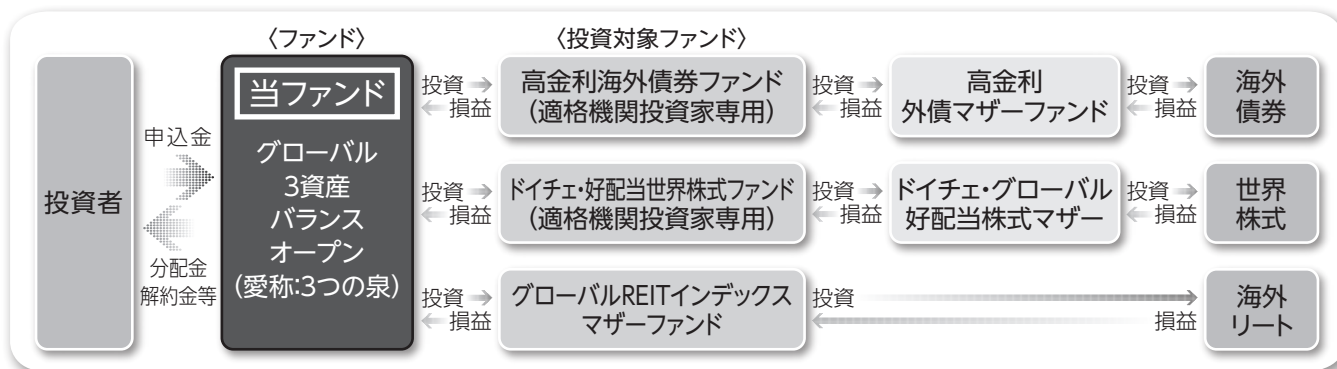 〈ファンド〉
〈投資対象ファンド〉
投資者
申込金
分配金
解約金等
当ファンド
グローバル
3資産
バランス
オープン
(愛称:3つの泉)
投資
損益
高金利海外債券ファンド
(適格機関投資家専用)
投資
損益
高金利
外債マザーファンド
投資
損益
海外
債券
投資
損益
ドイチェ・好配当世界株式ファンド
(適格機関投資家専用)
投資
損益
ドイチェ・グローバル
好配当株式マザー
投資
損益
世界
株式
投資
損益
グローバルREITインデックス
マザーファンド
投資
損益
海外
リート